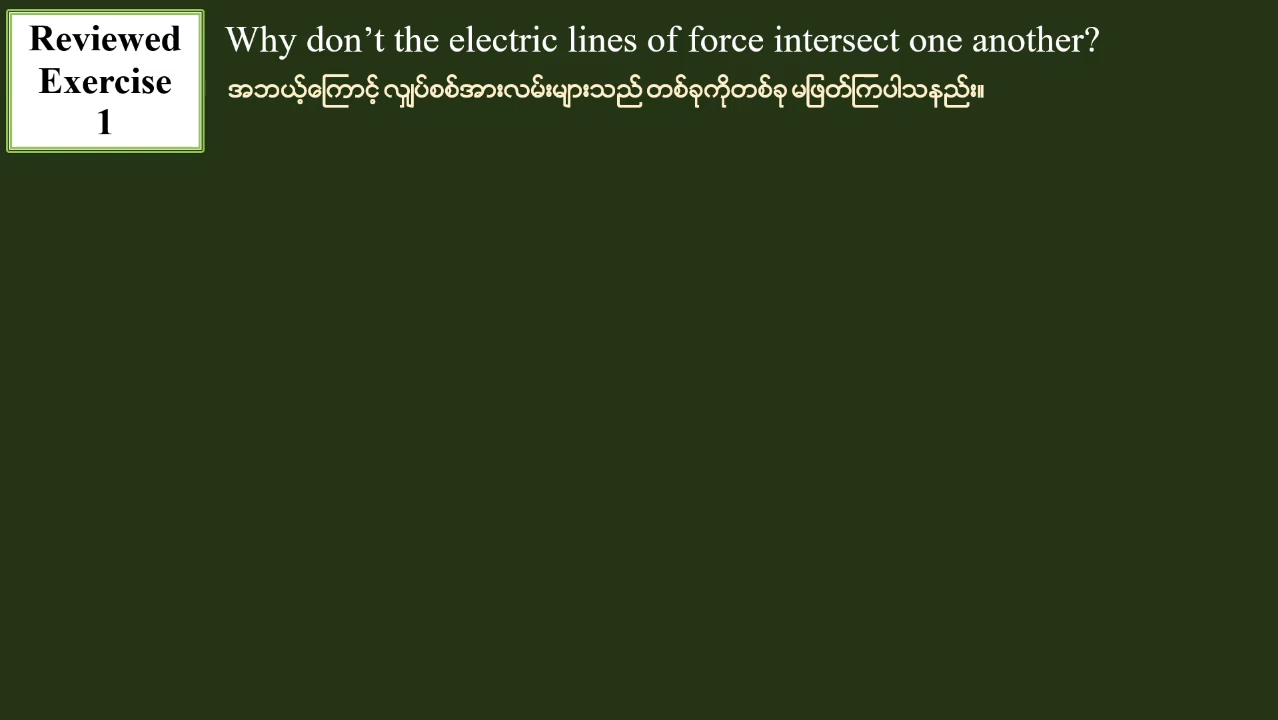 Reviewed
Exercise
1
Why don’t the electric lines of force intersect one another?
အဘယ့်ကြောင့် လျှပ်စစ်အားလမ်းများသည် တစ်ခုကိုတစ်ခု မဖြတ်ကြပါသနည်း။